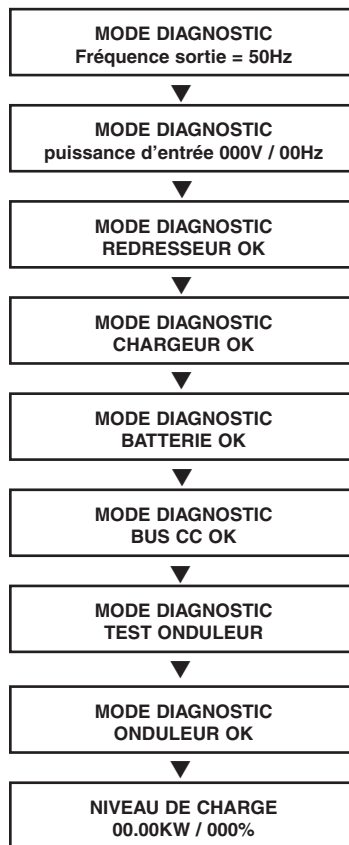 MODE DIAGNOSTIC
Fréquence sortie = 50Hz
MODE DIAGNOSTIC
puissance d'entrée 000V / 00Hz
MODE DIAGNOSTIC
REDRESSEUR OK
MODE DIAGNOSTIC
CHARGEUR OK
MODE DIAGNOSTIC
BATTERIE OK
MODE DIAGNOSTIC
BUS CC OK
MODE DIAGNOSTIC
TEST ONDULEUR
MODE DIAGNOSTIC
ONDULEUR OK
NIVEAU DE CHARGE
00.00KW / 000%